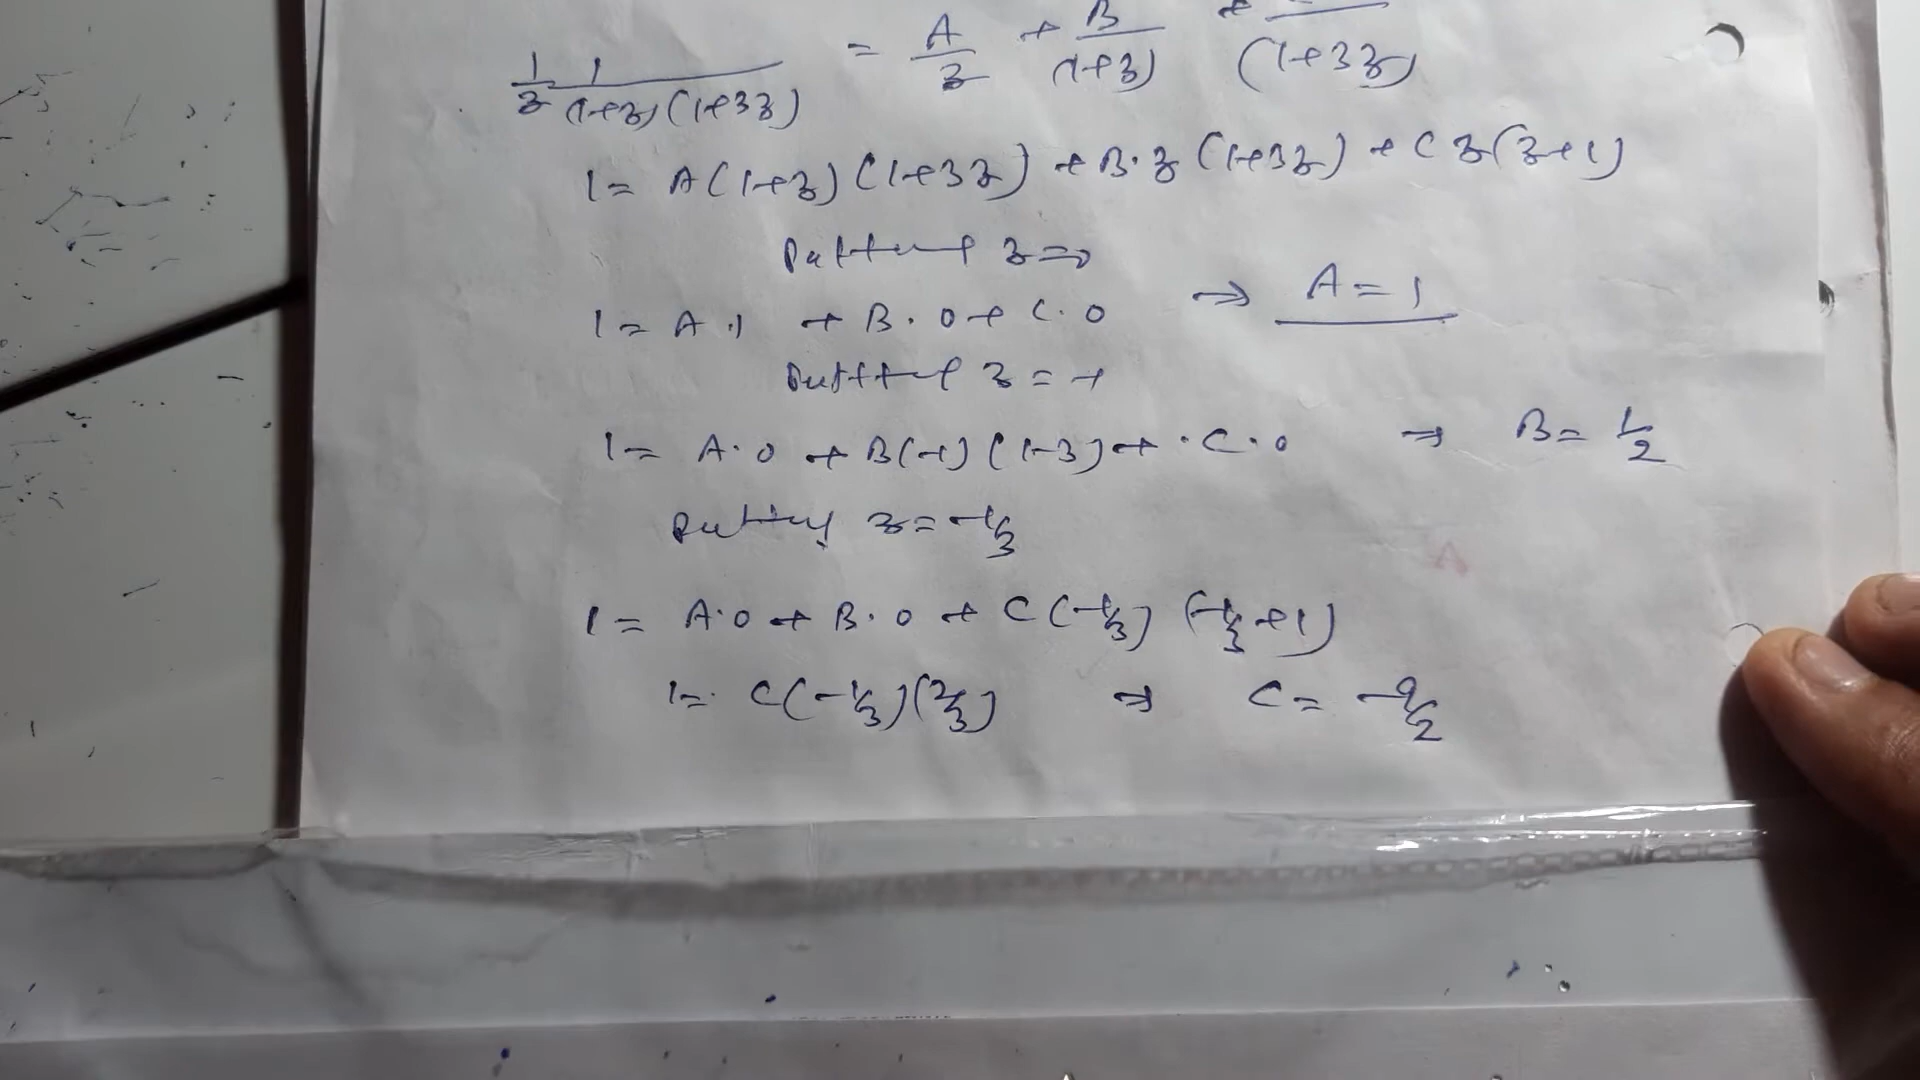 1/z 1/((1+z)(1+3z)) = A/z + B/(1+z) + /(1+3z)
1 = A(1+z)(1+3z) + B·z(1+3z) + C z(z+1)
Putting z=0
1 = A·1 + B·0 + C·0 ⇒ A = 1
Putting z = -1
1 = A·0 + B(-1)(1-3) + ·C·0 ⇒ B = 1/2
Putting z = -1/3
1 = A·0 + B·0 + C(-1/3)(-1/3+1)
1 = C(-1/3)(2/3) ⇒ C = -9/2